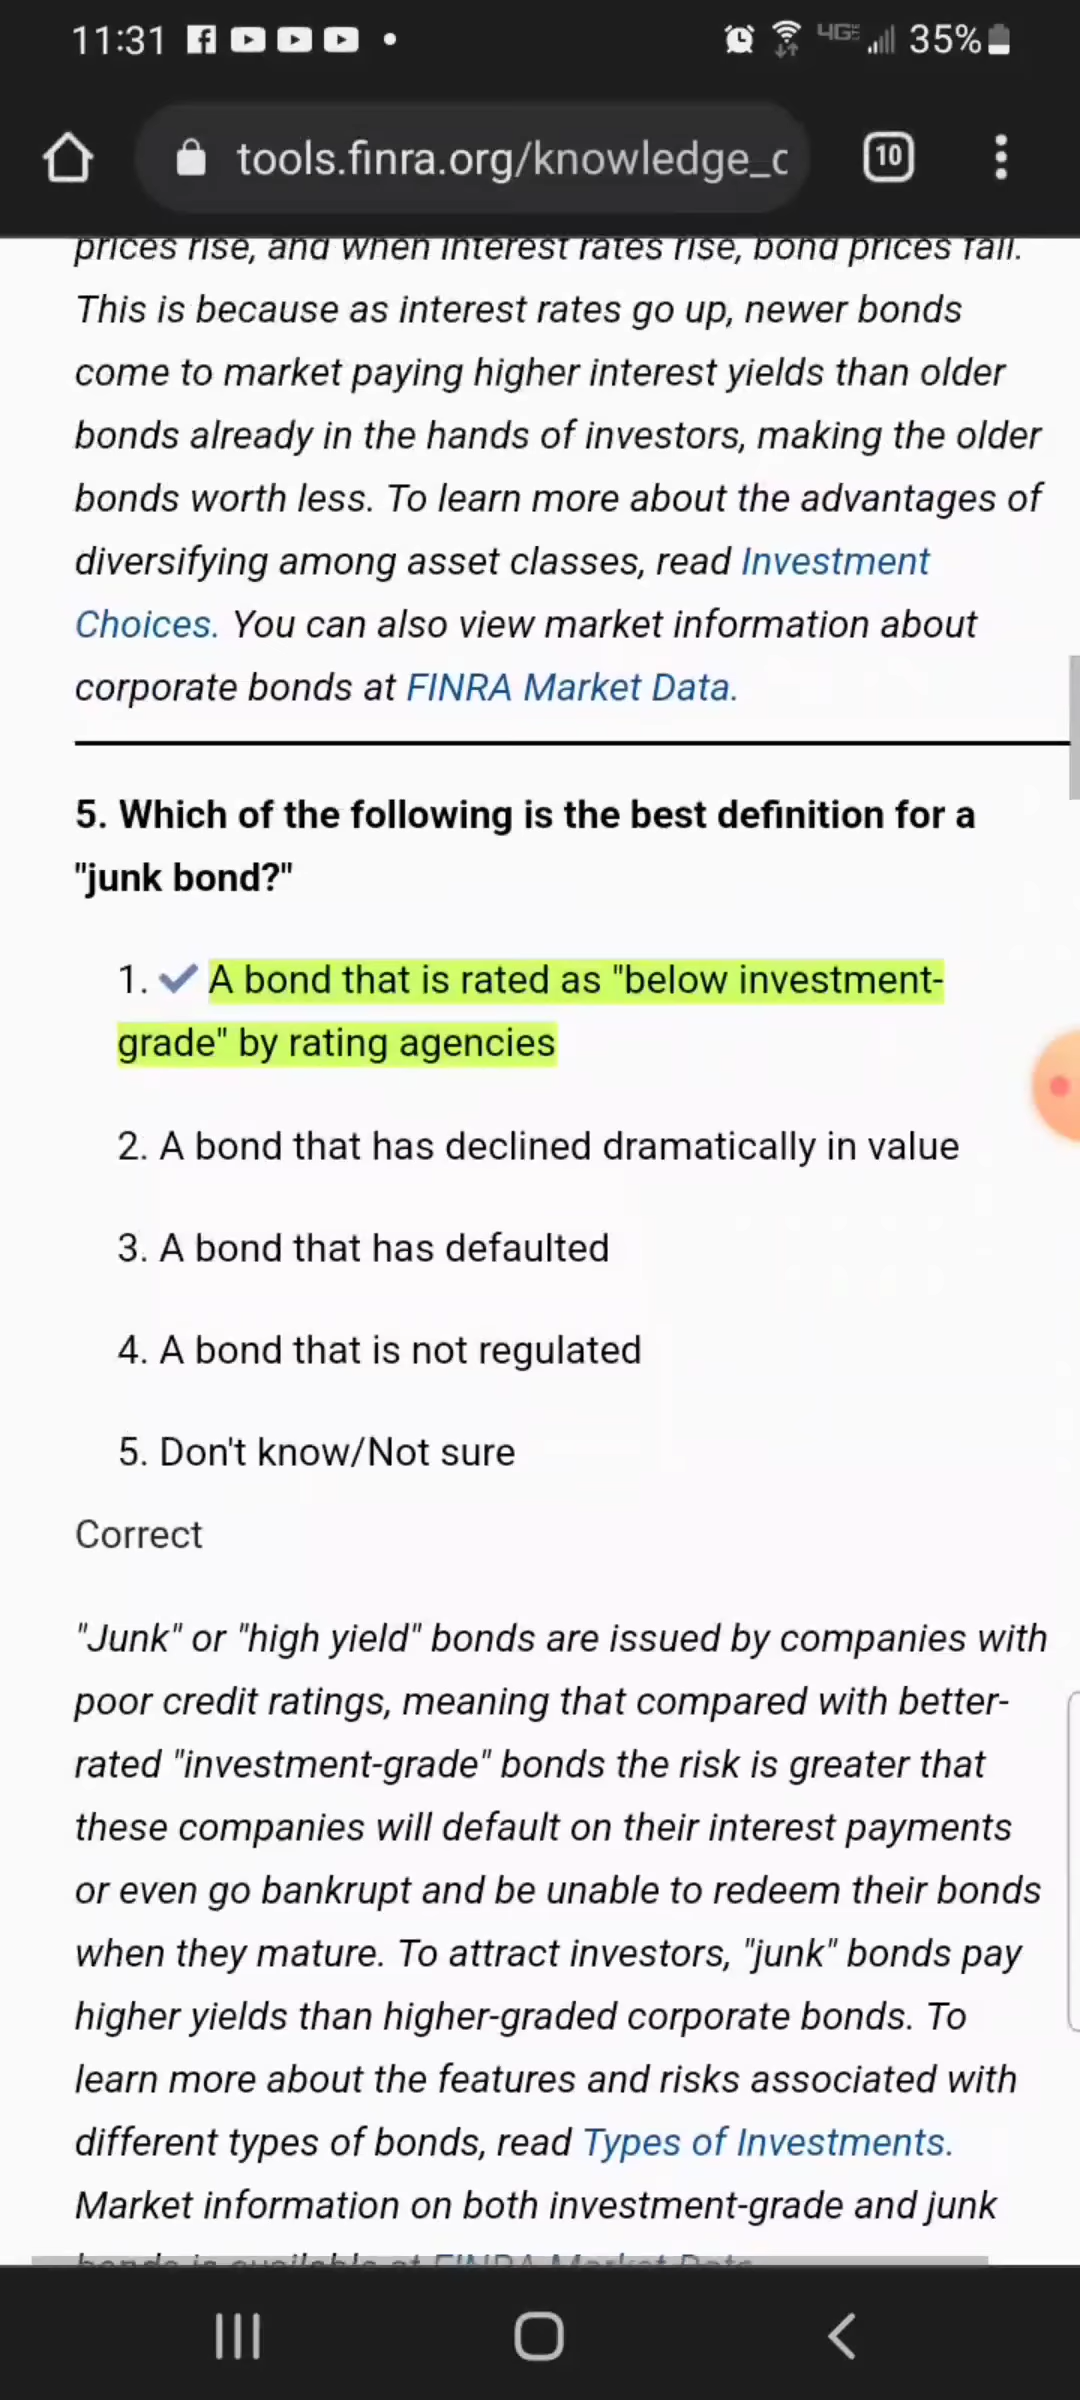 11:31
4GE
35%
tools.finra.org/knowledge_c
10
prices rise, and when interest rates rise, bond prices fall.
This is because as interest rates go up, newer bonds
come to market paying higher interest yields than older
bonds already in the hands of investors, making the older
bonds worth less. To learn more about the advantages of
diversifying among asset classes, read Investment
Choices. You can also view market information about
corporate bonds at FINRA Market Data.
5. Which of the following is the best definition for a
"junk bond?"
1. A bond that is rated as "below investment-
grade" by rating agencies
2. A bond that has declined dramatically in value
3. A bond that has defaulted
4. A bond that is not regulated
5. Don't know/Not sure
Correct
"Junk" or "high yield" bonds are issued by companies with
poor credit ratings, meaning that compared with better-
rated "investment-grade" bonds the risk is greater that
these companies will default on their interest payments
or even go bankrupt and be unable to redeem their bonds
when they mature. To attract investors, "junk" bonds pay
higher yields than higher-graded corporate bonds. To
learn more about the features and risks associated with
different types of bonds, read Types of Investments.
Market information on both investment-grade and junk
bonds is available at FINRA Market Data.